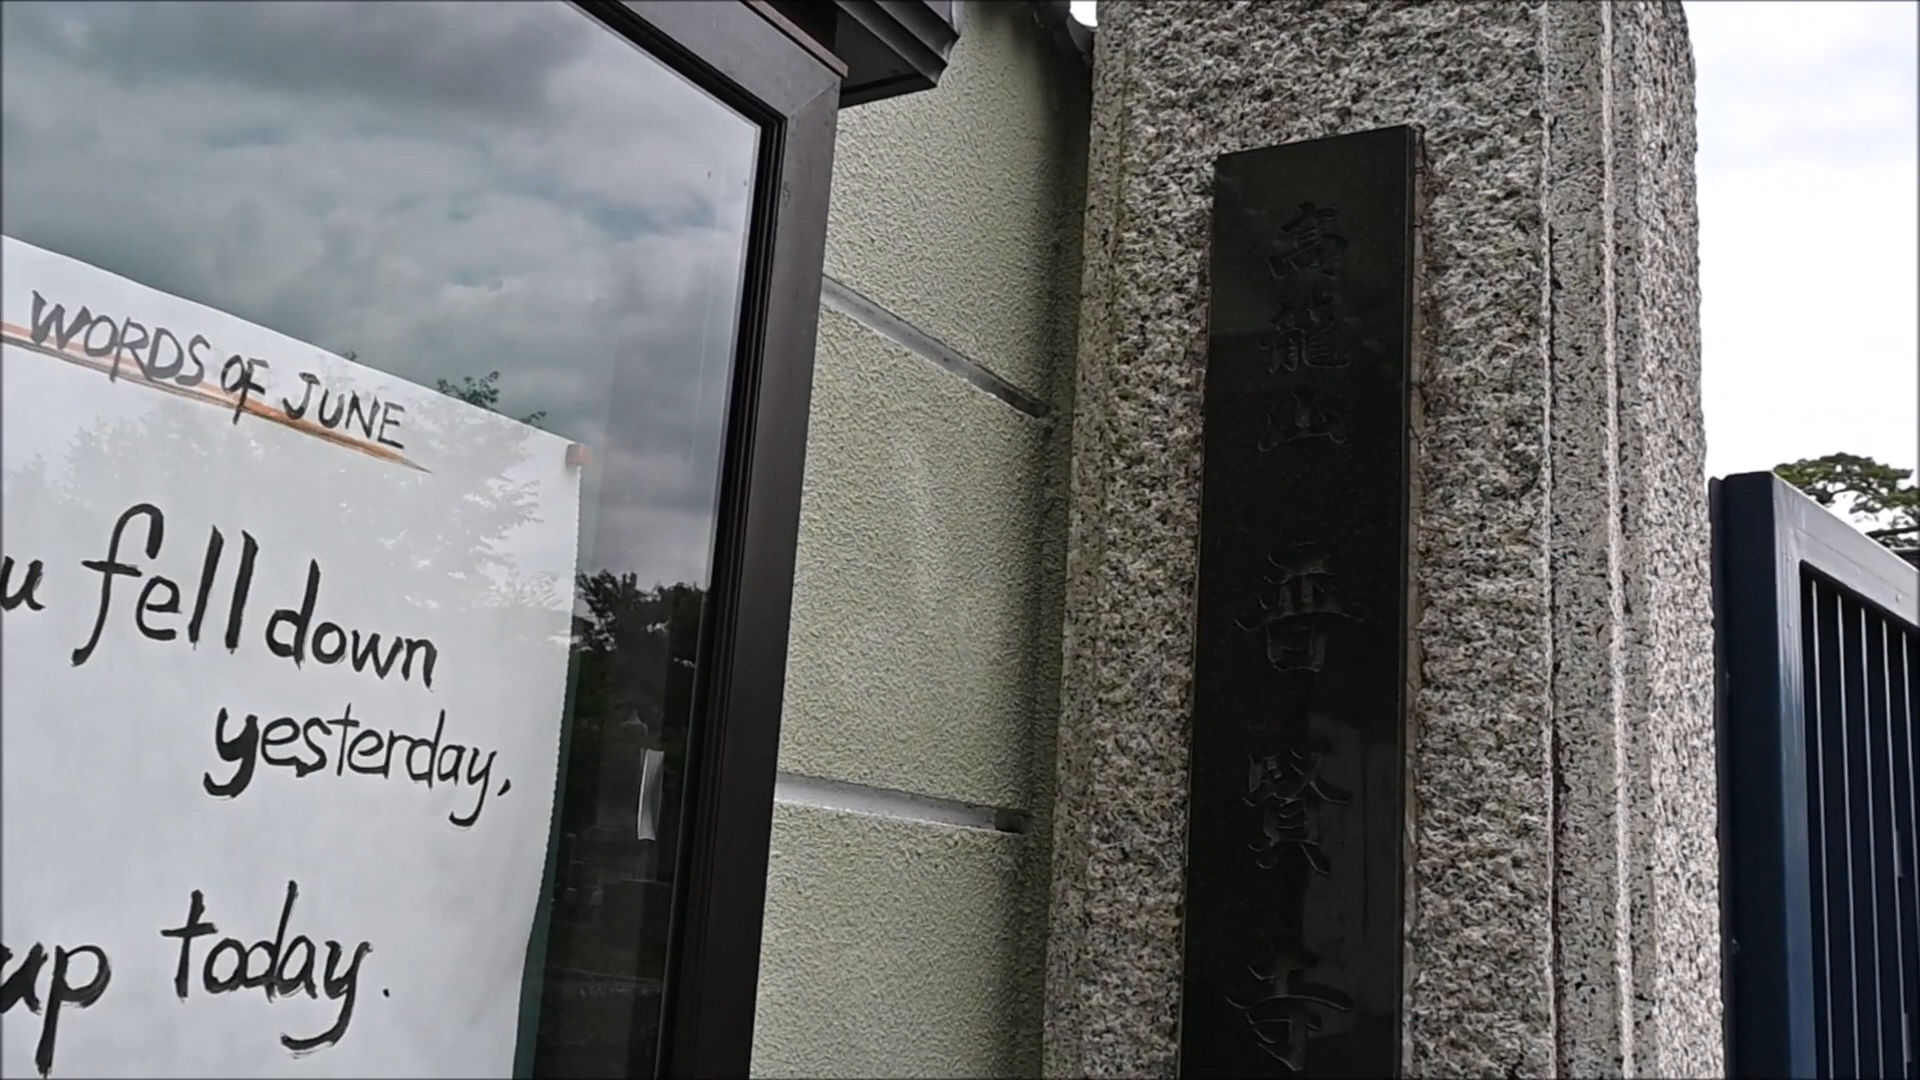 WORDS OF JUNE
u fell down
yesterday,
up today.
高龍山 普賢寺